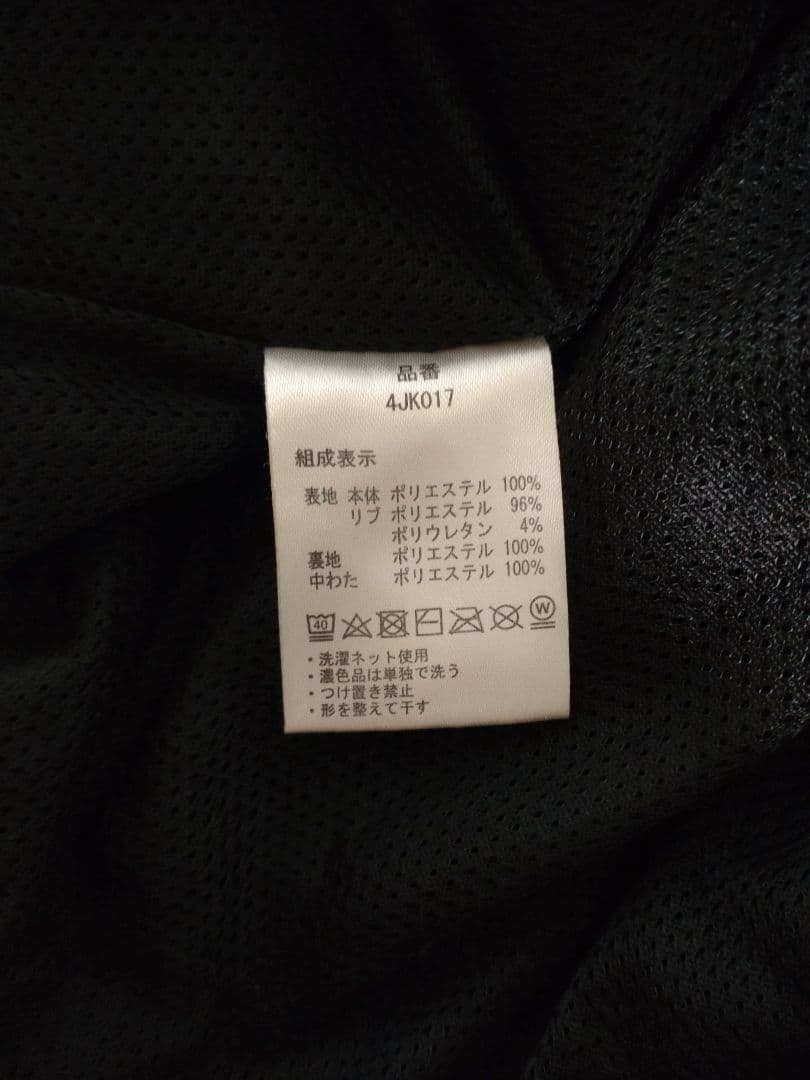 品番
4JK017
組成表示
表地 本体 ポリエステル 100%
リブ ポリエステル 96%
ポリウレタン 4%
裏地 ポリエステル 100%
中わた ポリエステル 100%
40 W
・洗濯ネット使用
・濃色品は単独で洗う
・つけ置き禁止
・形を整えて干す